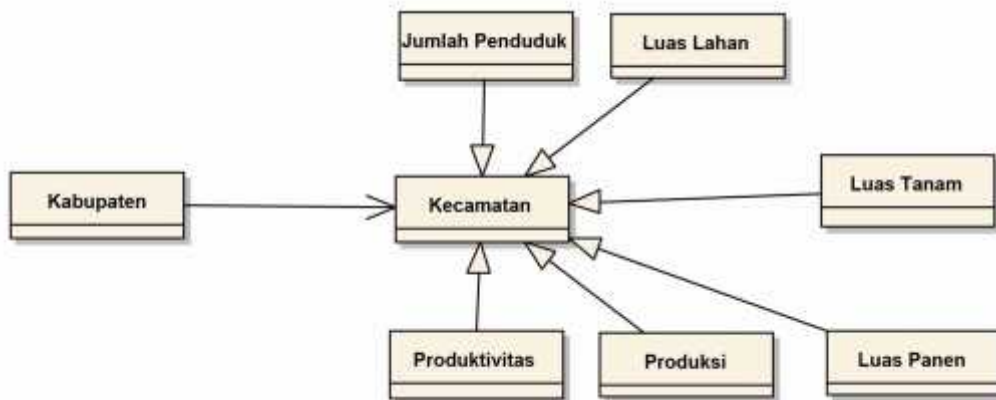 Jumlah Penduduk
Luas Lahan
Kabupaten
Kecamatan
Luas Tanam
Produktivitas
Produksi
Luas Panen